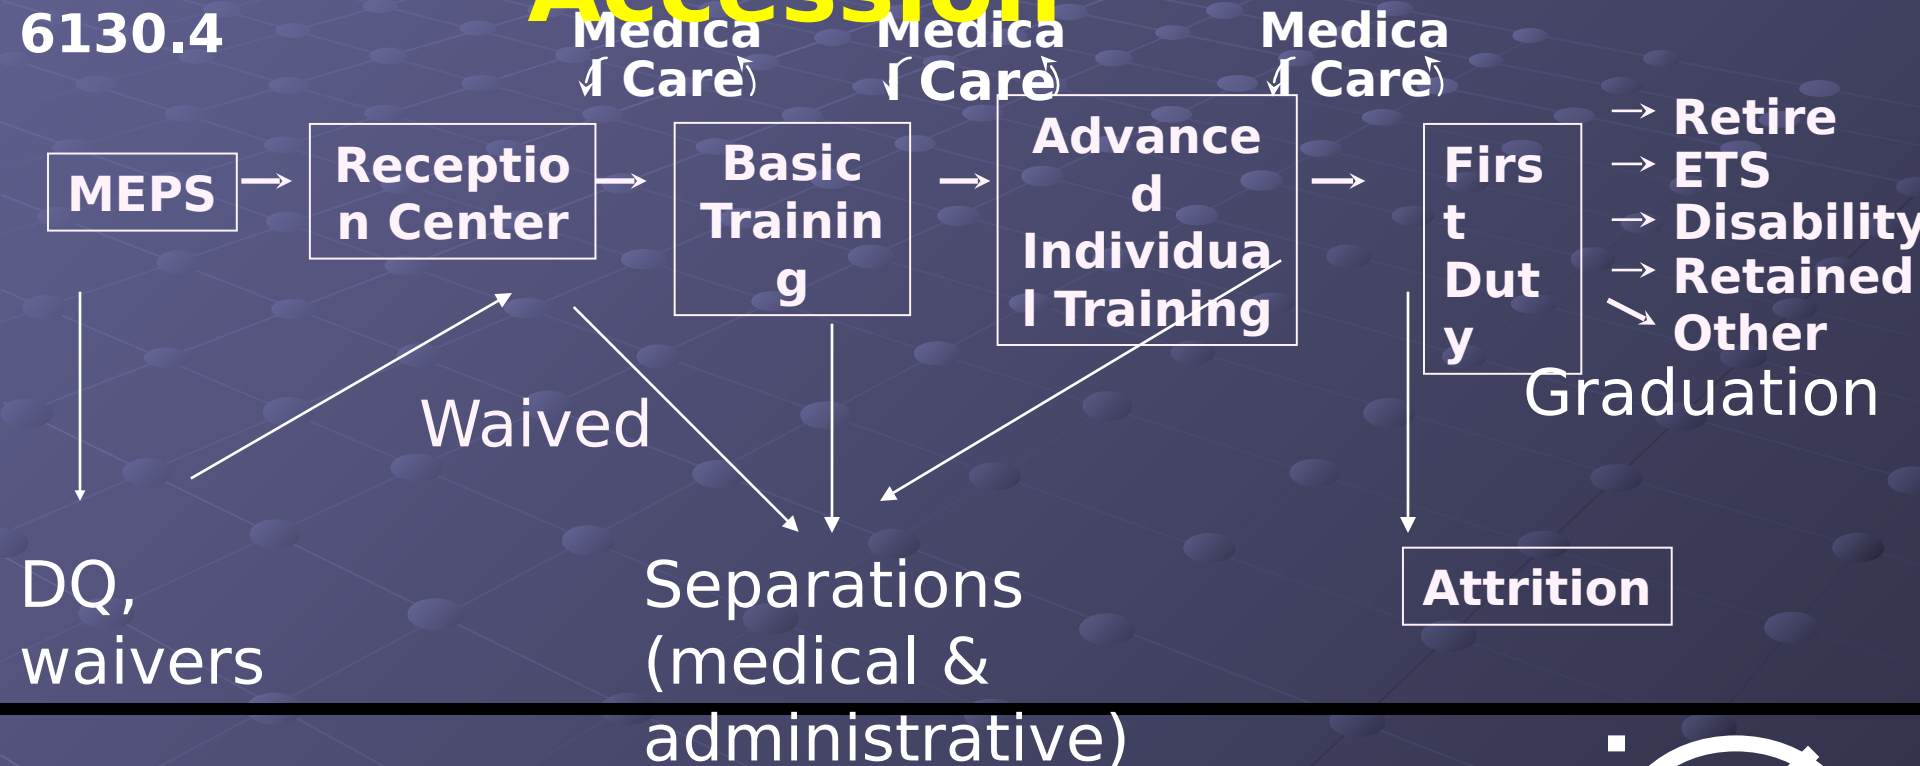 Accession
6130.4
Medica
l Care
Medica
l Care
Medica
l Care
MEPS
Receptio
n Center
Basic
Trainin
g
Advance
d
Individua
l Training
Firs
t
Dut
y
Retire
ETS
Disability
Retained
Other
Graduation
Waived
DQ,
waivers
Separations
(medical &
administrative)
Attrition